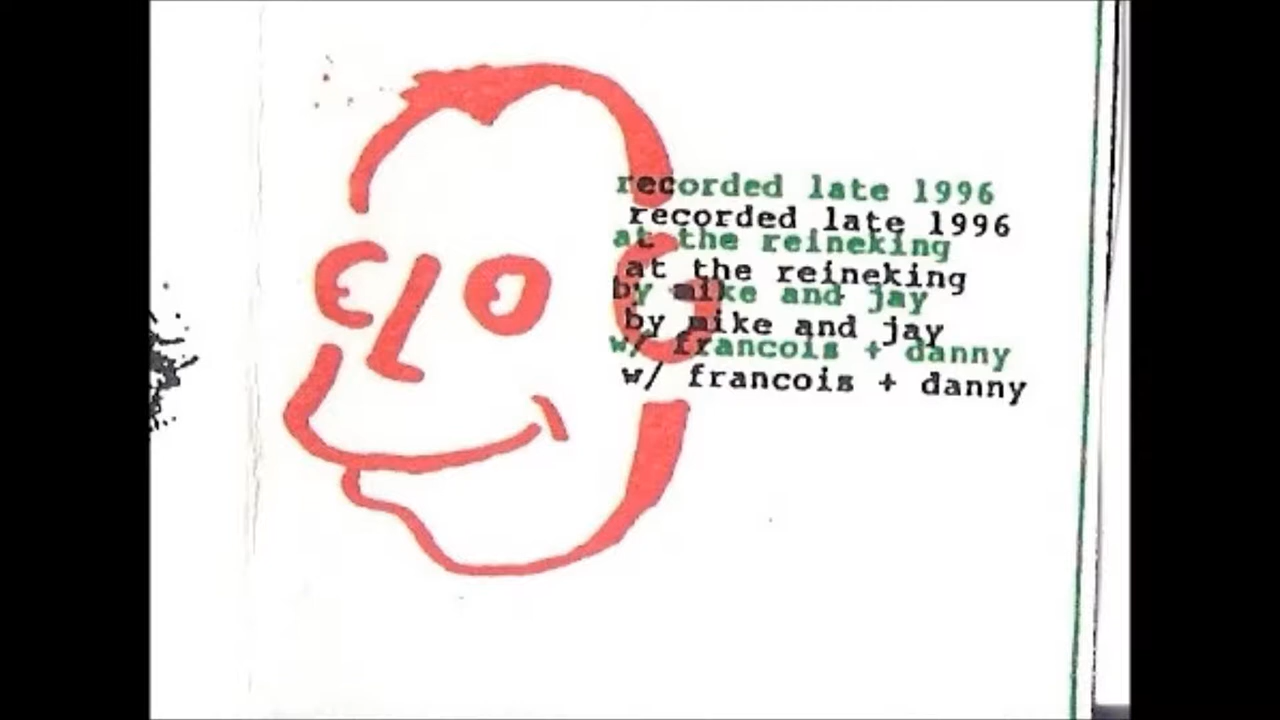 recorded late 1996
recorded late 1996
at the reineking
at the reineking
by mike and jay
by mike and jay
w/ francois + danny
w/ francois + danny